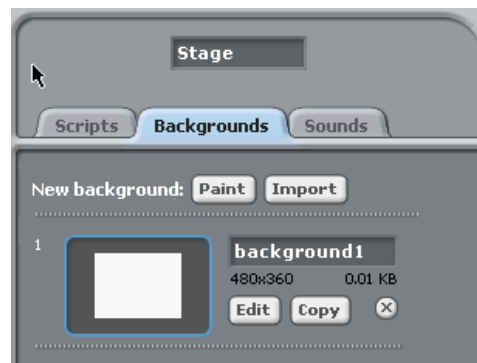 Stage
Scripts Backgrounds Sounds
New background: Paint Import
1
background1
480x360 0.01 KB
Edit Copy